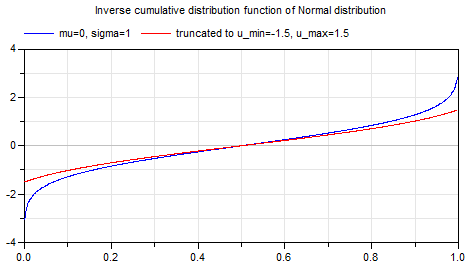 Inverse cumulative distribution function of Normal distribution
mu=0, sigma=1 truncated to u_min=-1.5, u_max=1.5
4
2
0
-2
-4
0.0 0.2 0.4 0.6 0.8 1.0